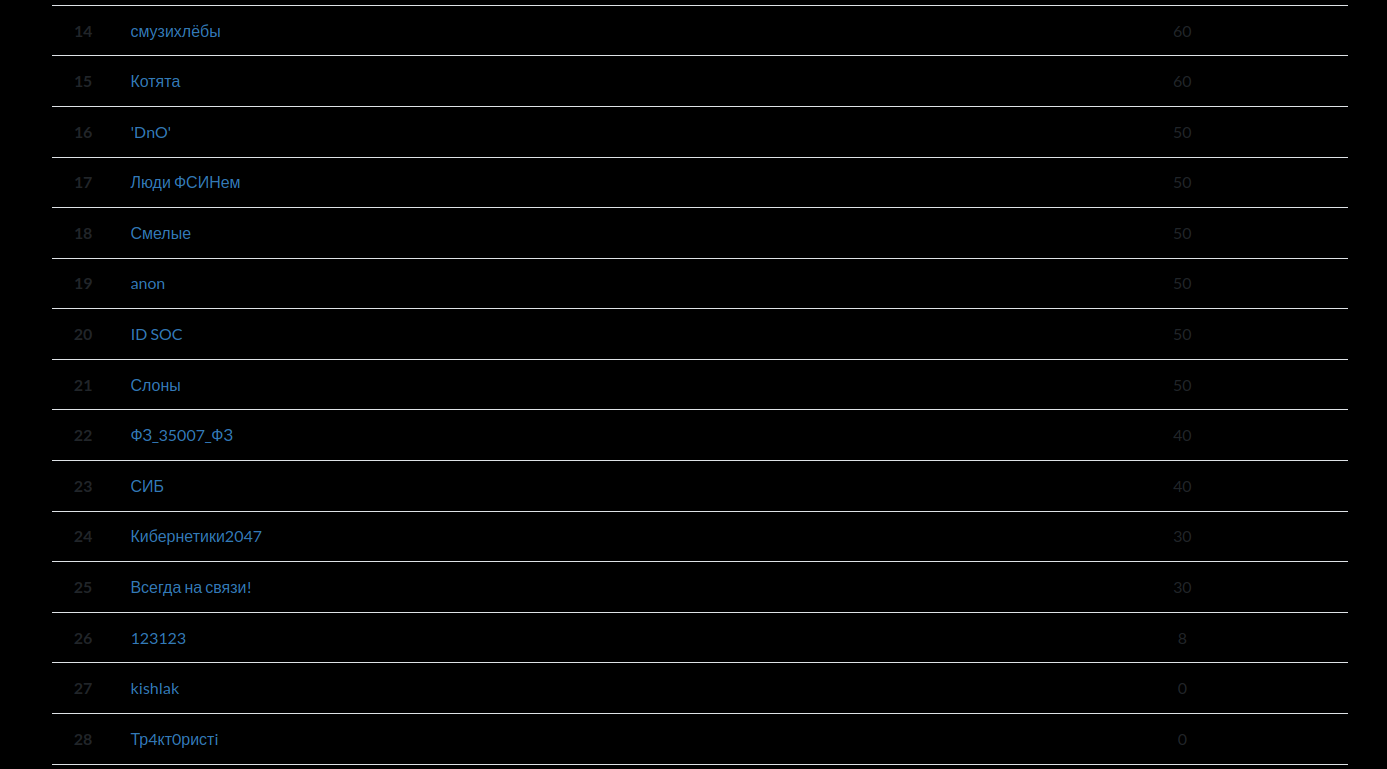 14 смузихлёбы 60
15 Котята 60
16 'DnO' 50
17 Люди ФСИНем 50
18 Смелые 50
19 anon 50
20 ID SOC 50
21 Слоны 50
22 ФЗ_35007_ФЗ 40
23 СИБ 40
24 Кибернетики2047 30
25 Всегда на связи! 30
26 123123 8
27 kishlak 0
28 Тр4кт0ристi 0